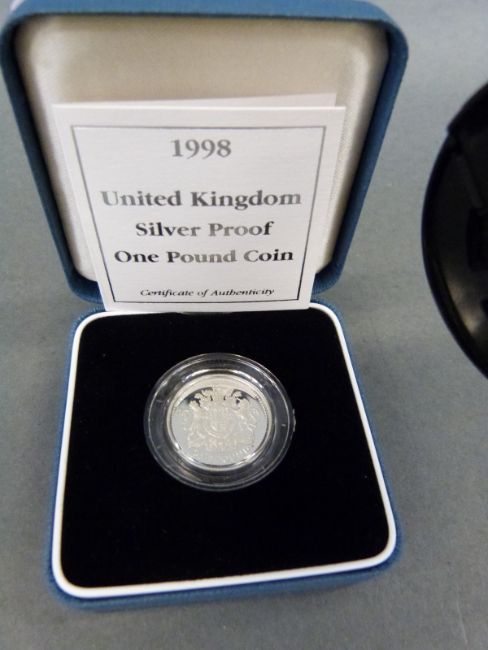 1998
United Kingdom
Silver Proof
One Pound Coin
Certificate of Authenticity